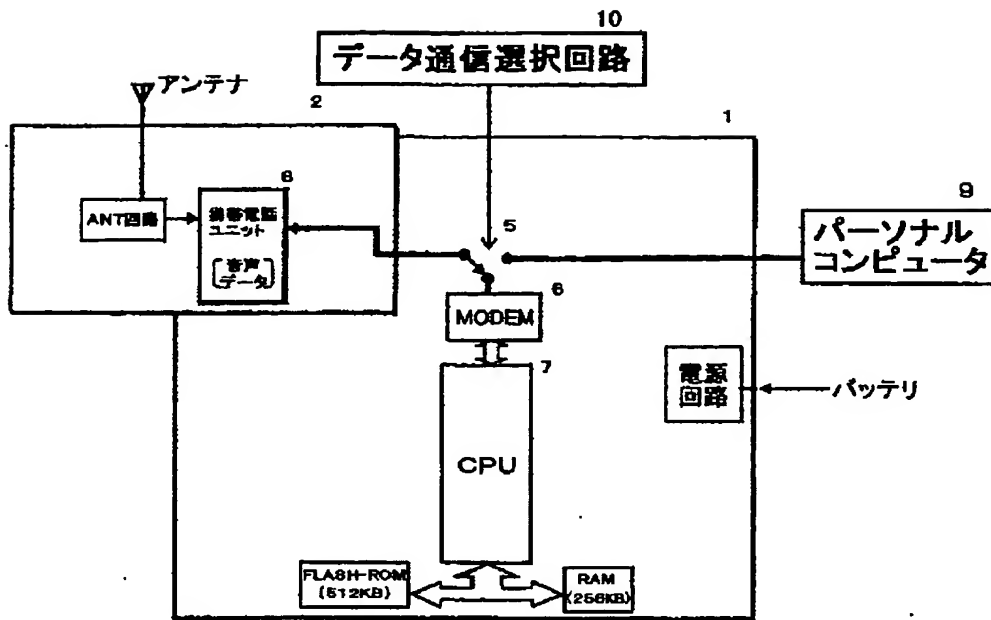 10
データ通信選択回路
アンテナ
2
1
ANT回路
6
携帯電話
ユニット
音声
データ
5
9
パーソナル
コンピュータ
6
MODEM
7
電源
回路
バッテリ
CPU
FLASH-ROM
(512KB)
RAM
(256KB)